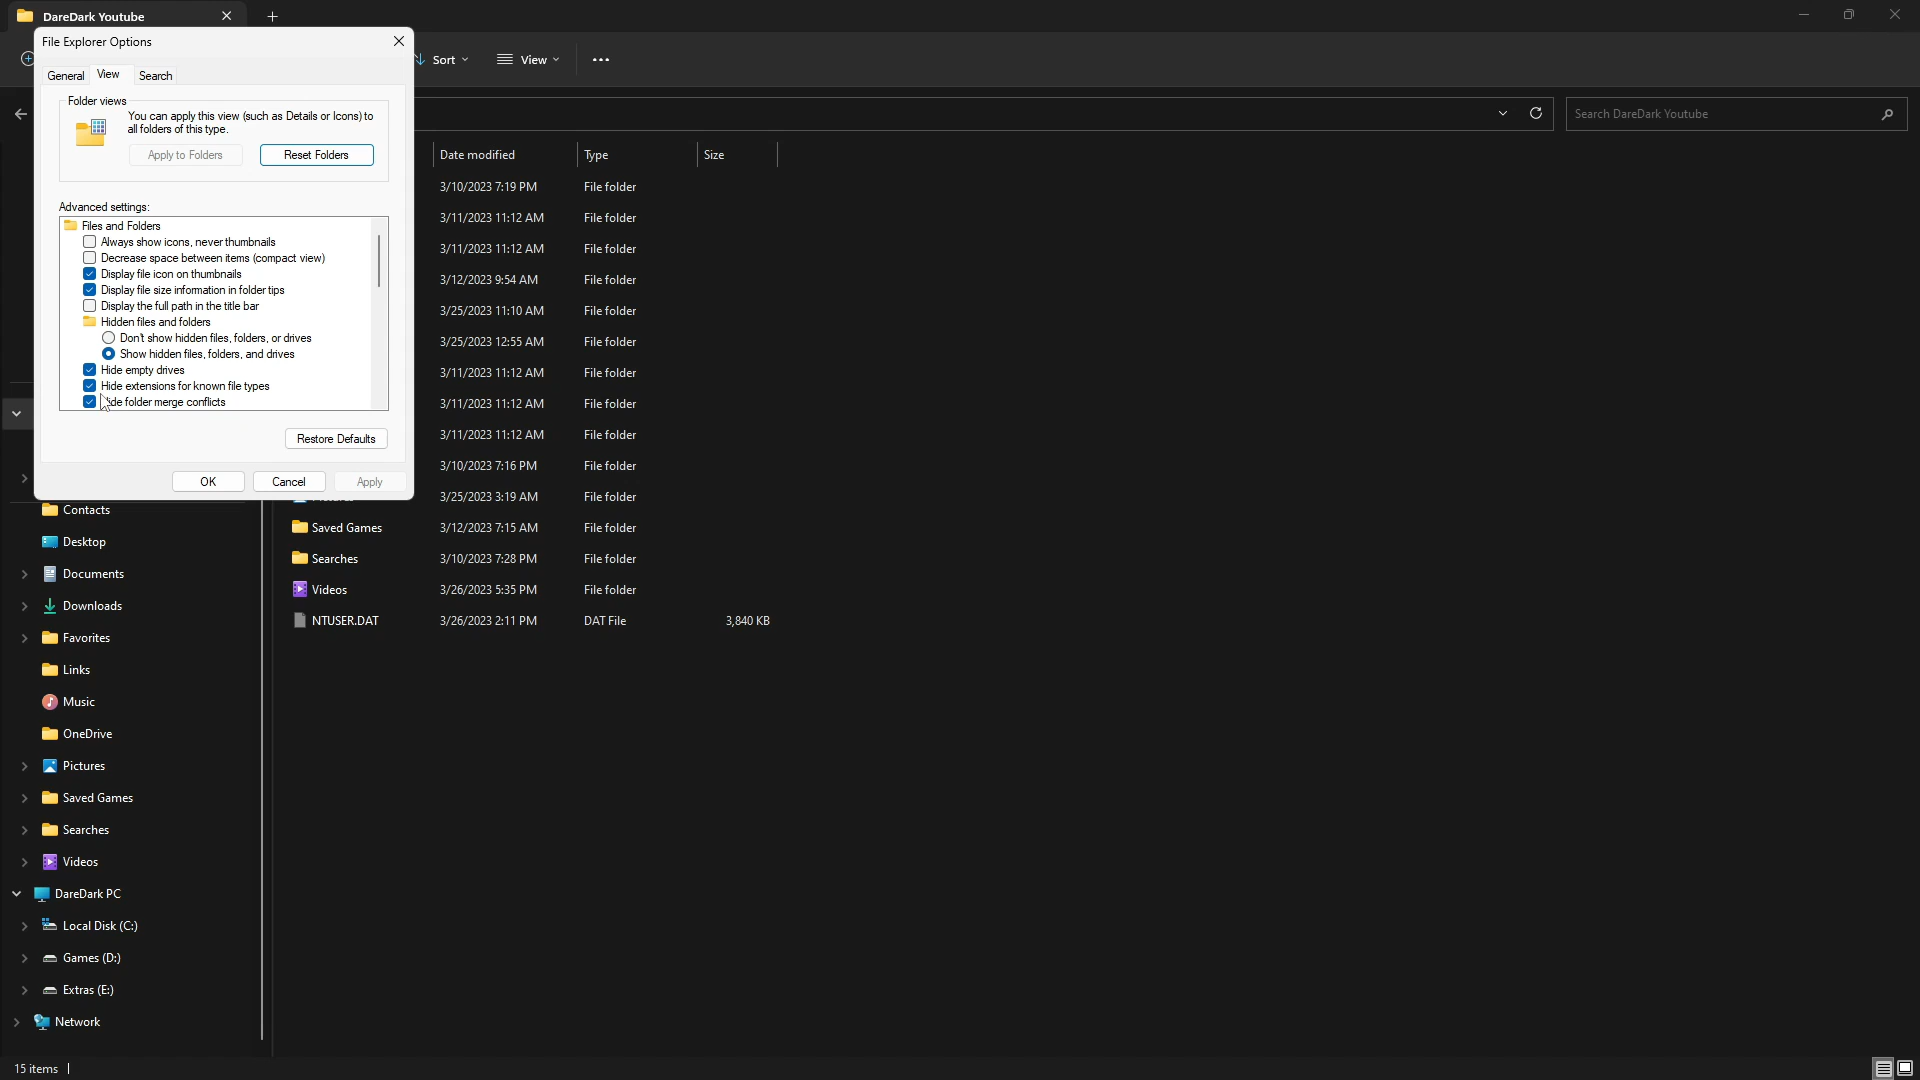 DareDark Youtube
File Explorer Options
Sort
View
General
View
Search
Folder views
You can apply this view (such as Details or Icons) to
all folders of this type.
Apply to Folders
Reset Folders
Search DareDark Youtube
Date modified
Type
Size
3/10/2023 7:19 PM File folder
3/11/2023 11:12 AM File folder
3/11/2023 11:12 AM File folder
3/12/2023 9:54 AM File folder
3/25/2023 11:10 AM File folder
3/25/2023 12:55 AM File folder
3/11/2023 11:12 AM File folder
3/11/2023 11:12 AM File folder
3/11/2023 11:12 AM File folder
3/10/2023 7:16 PM File folder
3/25/2023 3:19 AM File folder
Saved Games 3/12/2023 7:15 AM File folder
Searches 3/10/2023 7:28 PM File folder
Videos 3/26/2023 5:35 PM File folder
NTUSER.DAT 3/26/2023 2:11 PM DAT File 3,840 KB
Advanced settings:
Files and Folders
Always show icons, never thumbnails
Decrease space between items (compact view)
Display file icon on thumbnails
Display file size information in folder tips
Display the full path in the title bar
Hidden files and folders
Don't show hidden files, folders, or drives
Show hidden files, folders, and drives
Hide empty drives
Hide extensions for known file types
folder merge conflicts
Restore Defaults
OK
Cancel
Apply
Contacts
Desktop
Documents
Downloads
Favorites
Links
Music
OneDrive
Pictures
Saved Games
Searches
Videos
DareDark PC
Local Disk (C:)
Games (D:)
Extras (E:)
Network
15 items